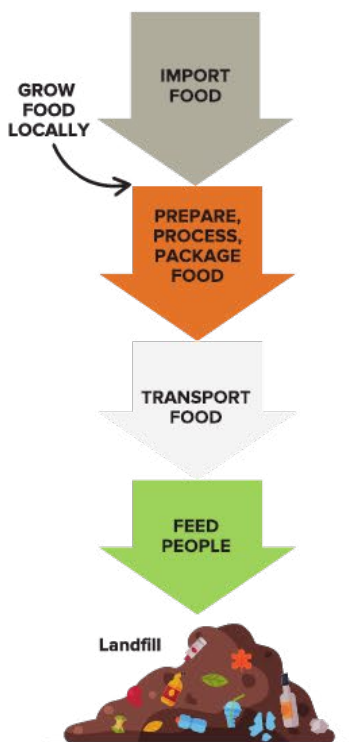 IMPORT
FOOD
GROW
FOOD
LOCALLY
PREPARE,
PROCESS,
PACKAGE
FOOD
TRANSPORT
FOOD
FEED
PEOPLE
Landfill